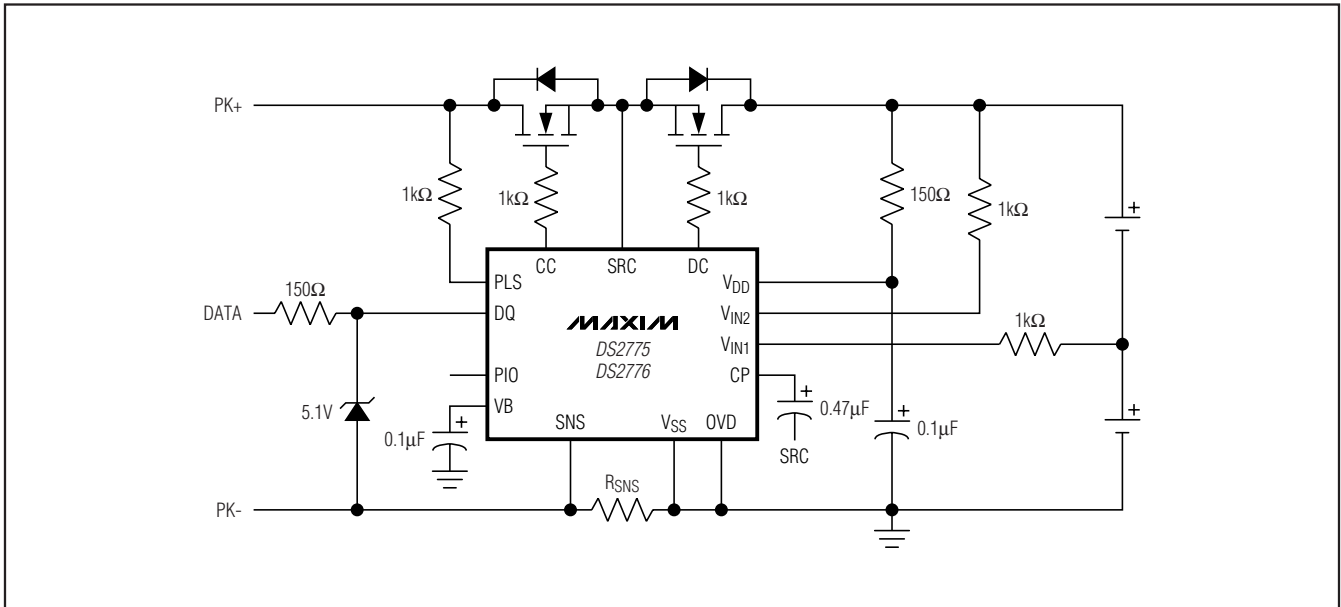 PK+
1kΩ
1kΩ
1kΩ
150Ω
1kΩ
+
CC
SRC
DC
PLS
VDD
150Ω
DATA
DQ
VIN2
MAXIM
1kΩ
VIN1
DS2775
DS2776
PIO
CP
+
0.47µF
+
5.1V
VB
+
0.1µF
SNS
VSS
OVD
+
0.1µF
SRC
RSNS
PK-